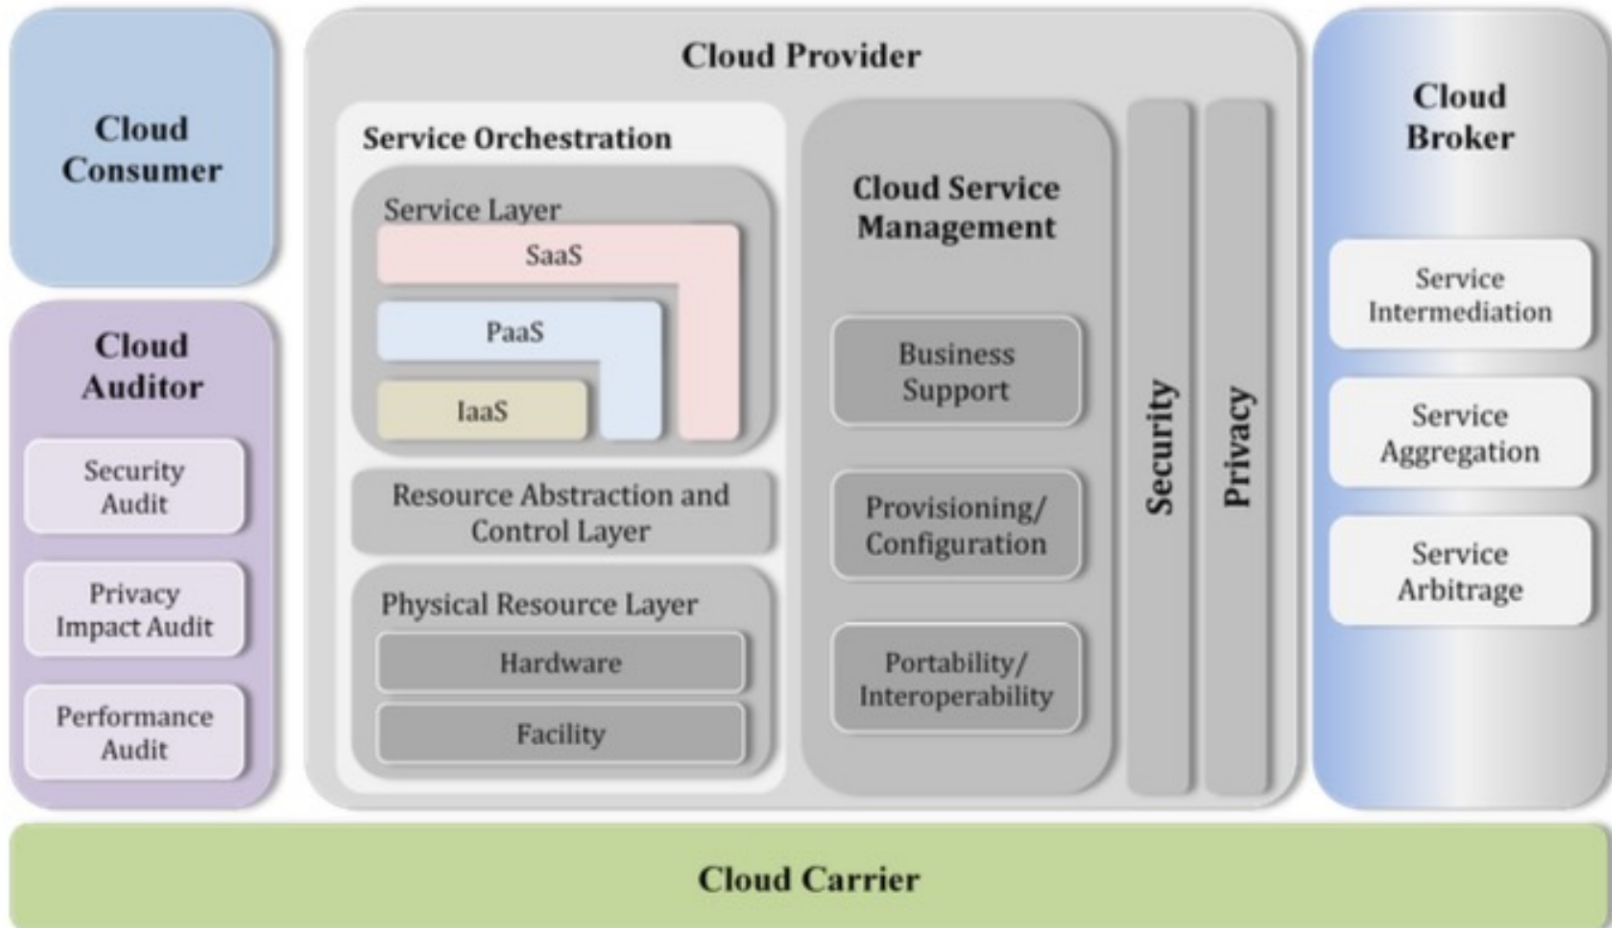 Cloud
Consumer
Cloud
Auditor
Security
Audit
Privacy
Impact Audit
Performance
Audit
Cloud Provider
Service Orchestration
Service Layer
SaaS
PaaS
IaaS
Resource Abstraction and
Control Layer
Physical Resource Layer
Hardware
Facility
Cloud Service
Management
Business
Support
Provisioning/
Configuration
Portability/
Interoperability
Security
Privacy
Cloud
Broker
Service
Intermediation
Service
Aggregation
Service
Arbitrage
Cloud Carrier